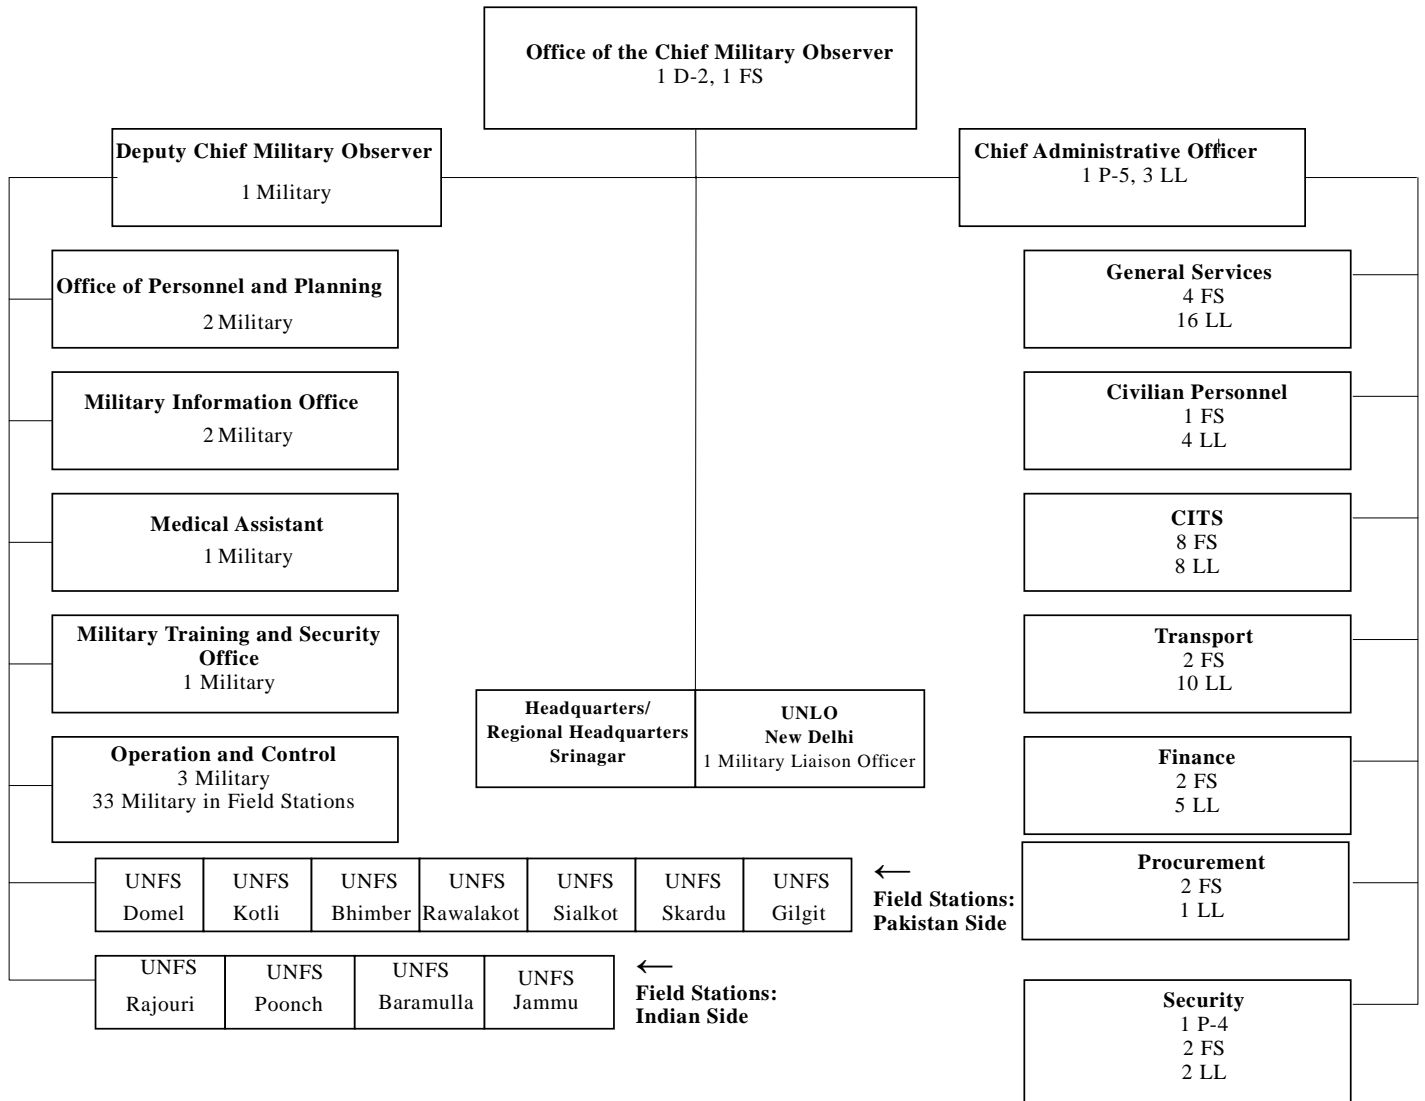 Office of the Chief Military Observer
1 D-2, 1 FS
Deputy Chief Military Observer
1 Military
Chief Administrative Officer
1 P-5, 3 LL
Office of Personnel and Planning
2 Military
Military Information Office
2 Military
Medical Assistant
1 Military
Military Training and Security
Office
1 Military
Operation and Control
3 Military
33 Military in Field Stations
Headquarters/
Regional Headquarters
Srinagar
UNLO
New Delhi
1 Military Liaison Officer
General Services
4 FS
16 LL
Civilian Personnel
1 FS
4 LL
CITS
8 FS
8 LL
Transport
2 FS
10 LL
Finance
2 FS
5 LL
Procurement
2 FS
1 LL
Security
1 P-4
2 FS
2 LL
UNFS
Domel
UNFS
Kotli
UNFS
Bhimber
UNFS
Rawalakot
UNFS
Sialkot
UNFS
Skardu
UNFS
Gilgit
←
Field Stations:
Pakistan Side
UNFS
Rajouri
UNFS
Poonch
UNFS
Baramulla
UNFS
Jammu
←
Field Stations:
Indian Side